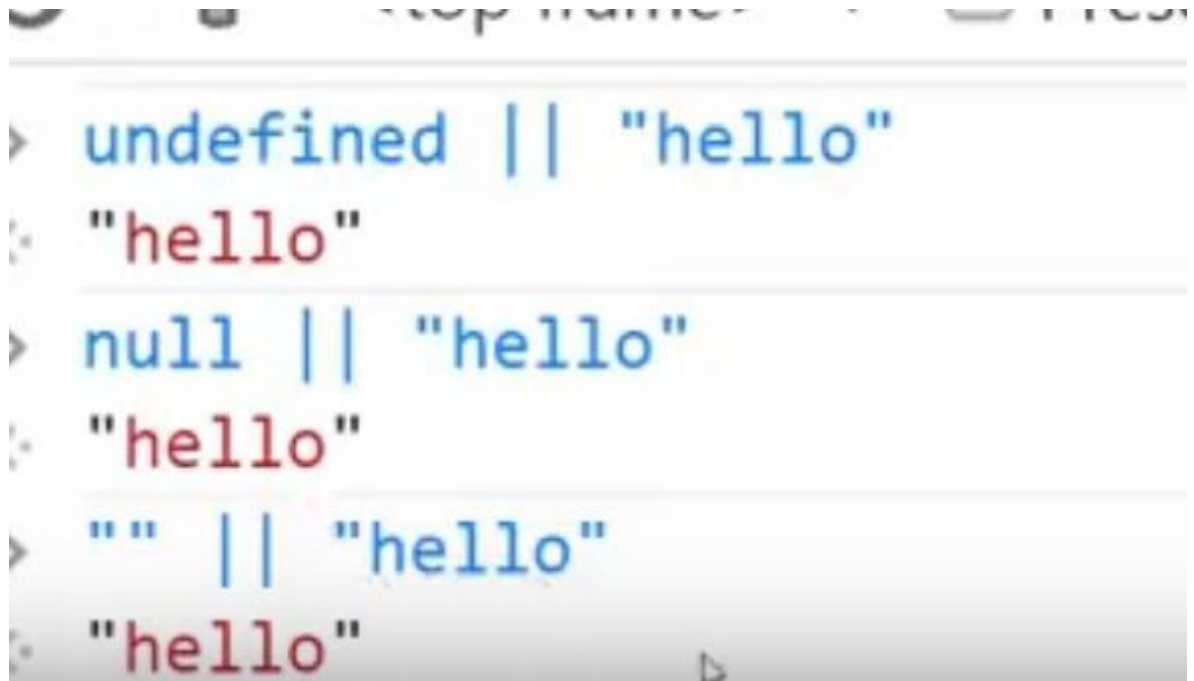 undefined || "hello"
"hello"
null || "hello"
"hello"
"" || "hello"
"hello"